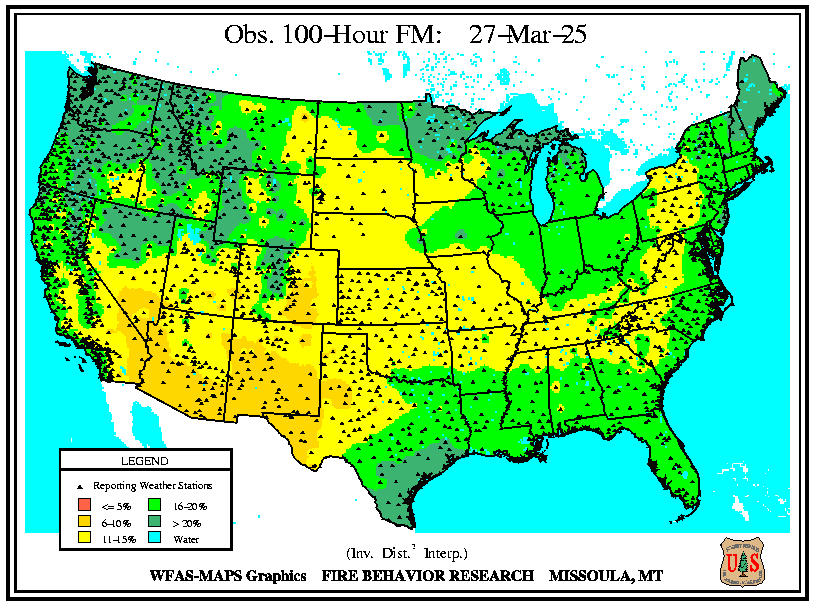 Obs. 100-Hour FM: 27-Mar-25
LEGEND
Reporting Weather Stations
<= 5% 16-20%
6-10% > 20%
11-15% Water
(Inv. Dist.² Interp.)
WFAS-MAPS Graphics FIRE BEHAVIOR RESEARCH MISSOULA, MT
U S